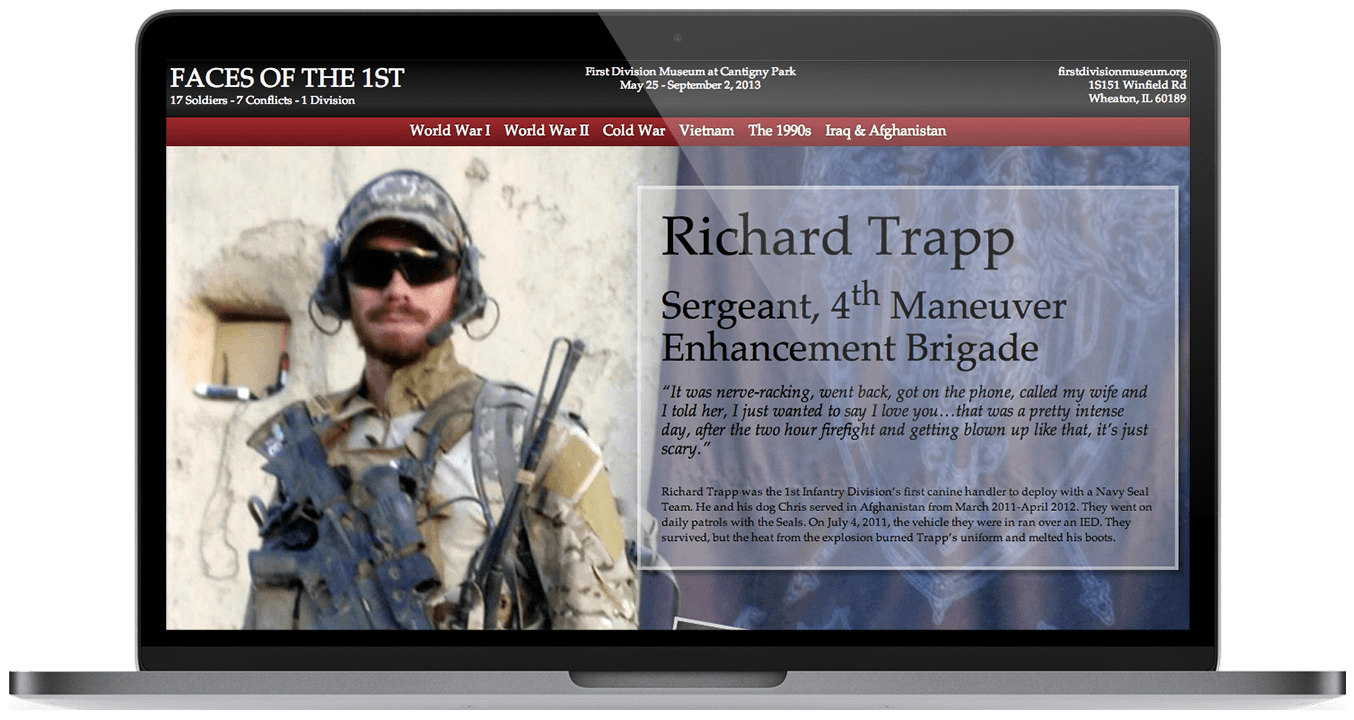 FACES OF THE 1ST
17 Soldiers - 7 Conflicts - 1 Division
First Division Museum at Cantigny Park
May 25 - September 2, 2013
firstdivisionmuseum.org
1S151 Winfield Rd
Wheaton, IL 60189
World War I World War II Cold War Vietnam The 1990s Iraq & Afghanistan
Richard Trapp
Sergeant, 4th Maneuver
Enhancement Brigade
“It was nerve-racking, went back, got on the phone, called my wife and
I told her, I just wanted to say I love you…that was a pretty intense
day, after the two hour firefight and getting blown up like that, it’s just
scary.”
Richard Trapp was the 1st Infantry Division’s first canine handler to deploy with a Navy Seal
Team. He and his dog Chris served in Afghanistan from March 2011-April 2012. They went on
daily patrols with the Seals. On July 4, 2011, the vehicle they were in ran over an IED. They
survived, but the heat from the explosion burned Trapp’s uniform and melted his boots.